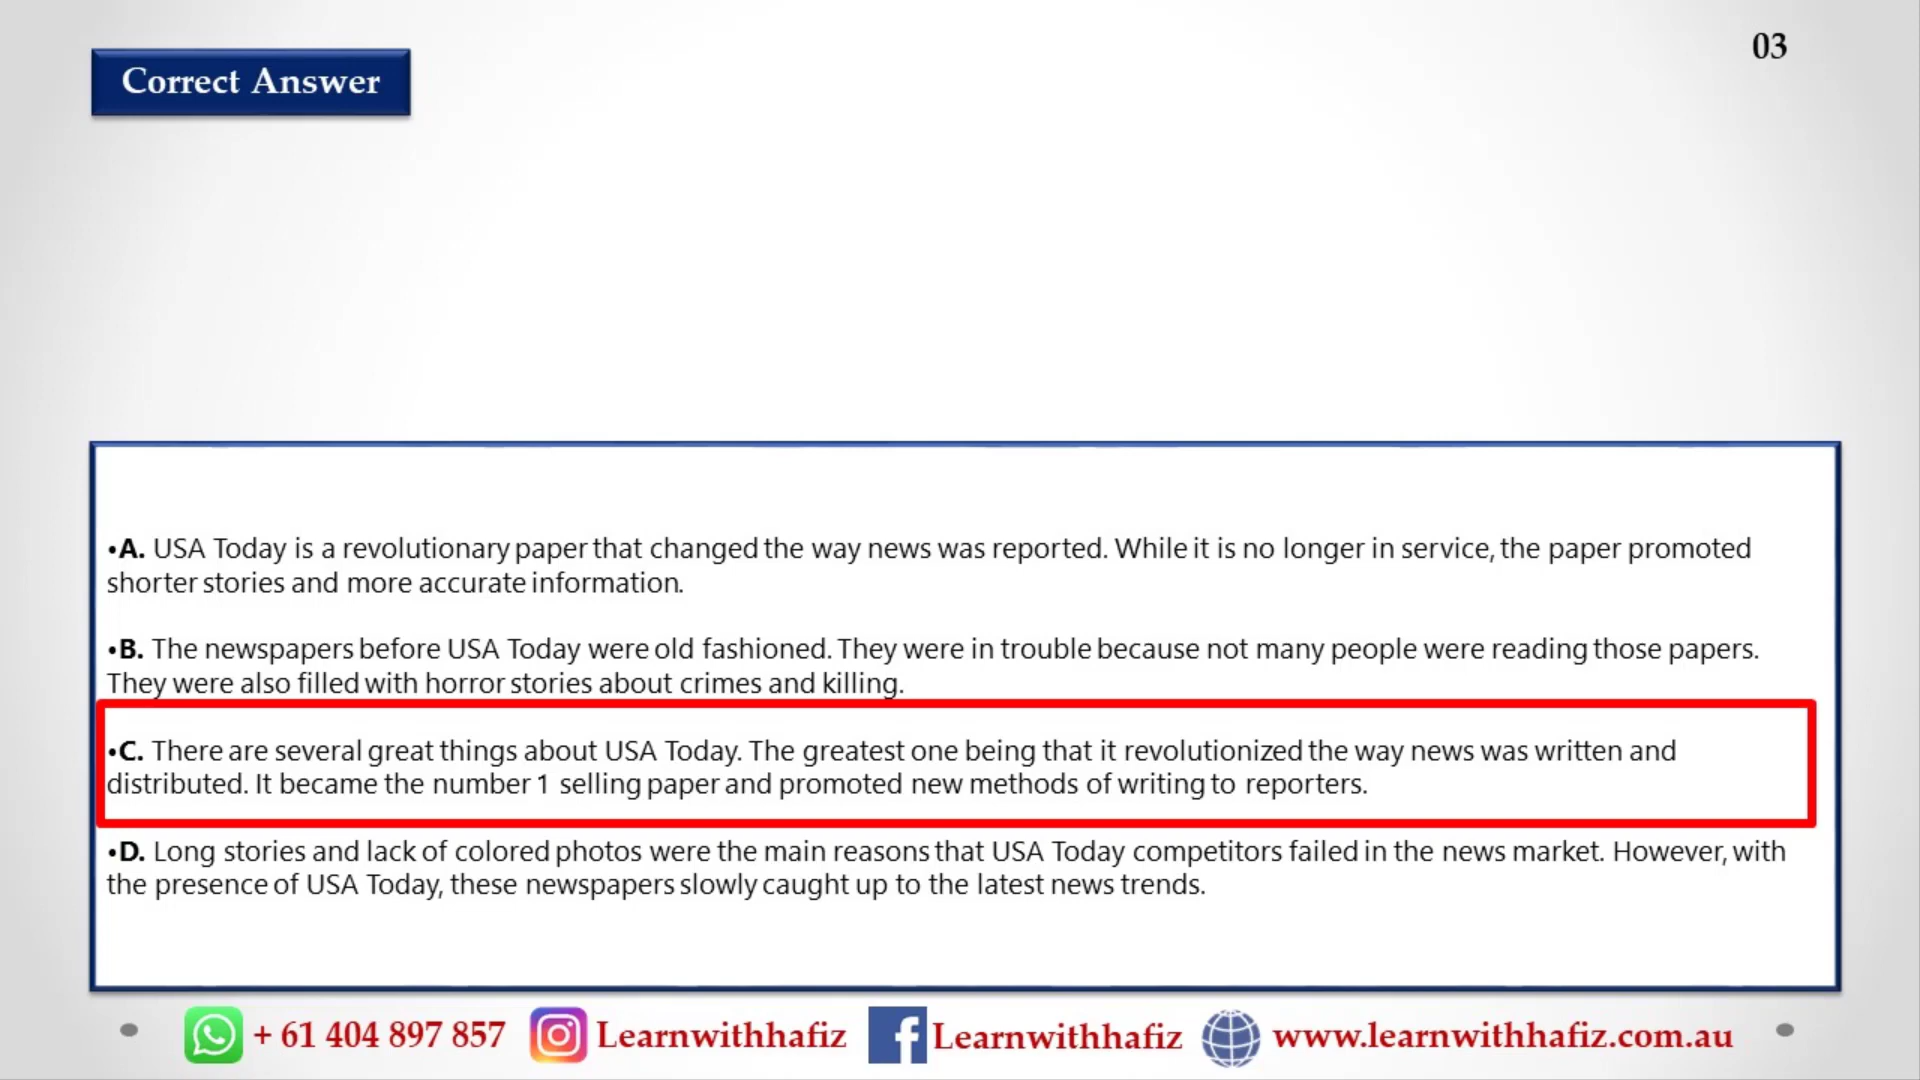 Correct Answer
03
•A. USA Today is a revolutionary paper that changed the way news was reported. While it is no longer in service, the paper promoted
shorter stories and more accurate information.
•B. The newspapers before USA Today were old fashioned. They were in trouble because not many people were reading those papers.
They were also filled with horror stories about crimes and killing.
•C. There are several great things about USA Today. The greatest one being that it revolutionized the way news was written and
distributed. It became the number 1 selling paper and promoted new methods of writing to reporters.
•D. Long stories and lack of colored photos were the main reasons that USA Today competitors failed in the news market. However, with
the presence of USA Today, these newspapers slowly caught up to the latest news trends.
+ 61 404 897 857 Learnwithhafiz Learnwithhafiz www.learnwithhafiz.com.au